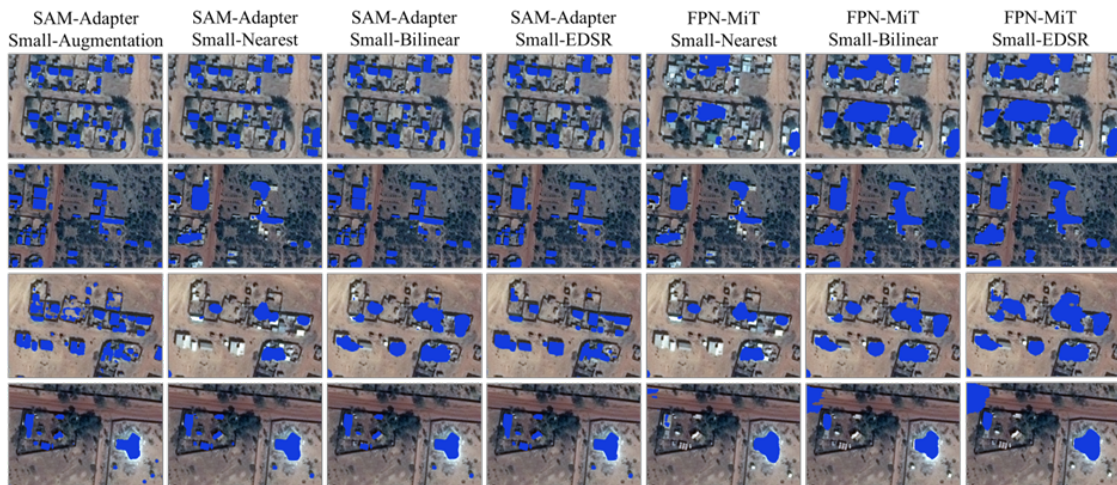 SAM-Adapter SAM-Adapter SAM-Adapter SAM-Adapter FPN-MiT FPN-MiT FPN-MiT
Small-Augmentation Small-Nearest Small-Bilinear Small-EDSR Small-Nearest Small-Bilinear Small-EDSR